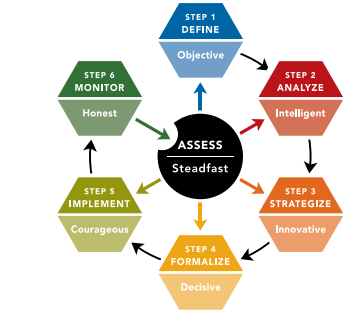 STEP 1
DEFINE
Objective
STEP 2
ANALYZE
Intelligent
STEP 3
STRATEGIZE
Innovative
STEP 4
FORMALIZE
Decisive
STEP 5
IMPLEMENT
Courageous
STEP 6
MONITOR
Honest
ASSESS
Steadfast